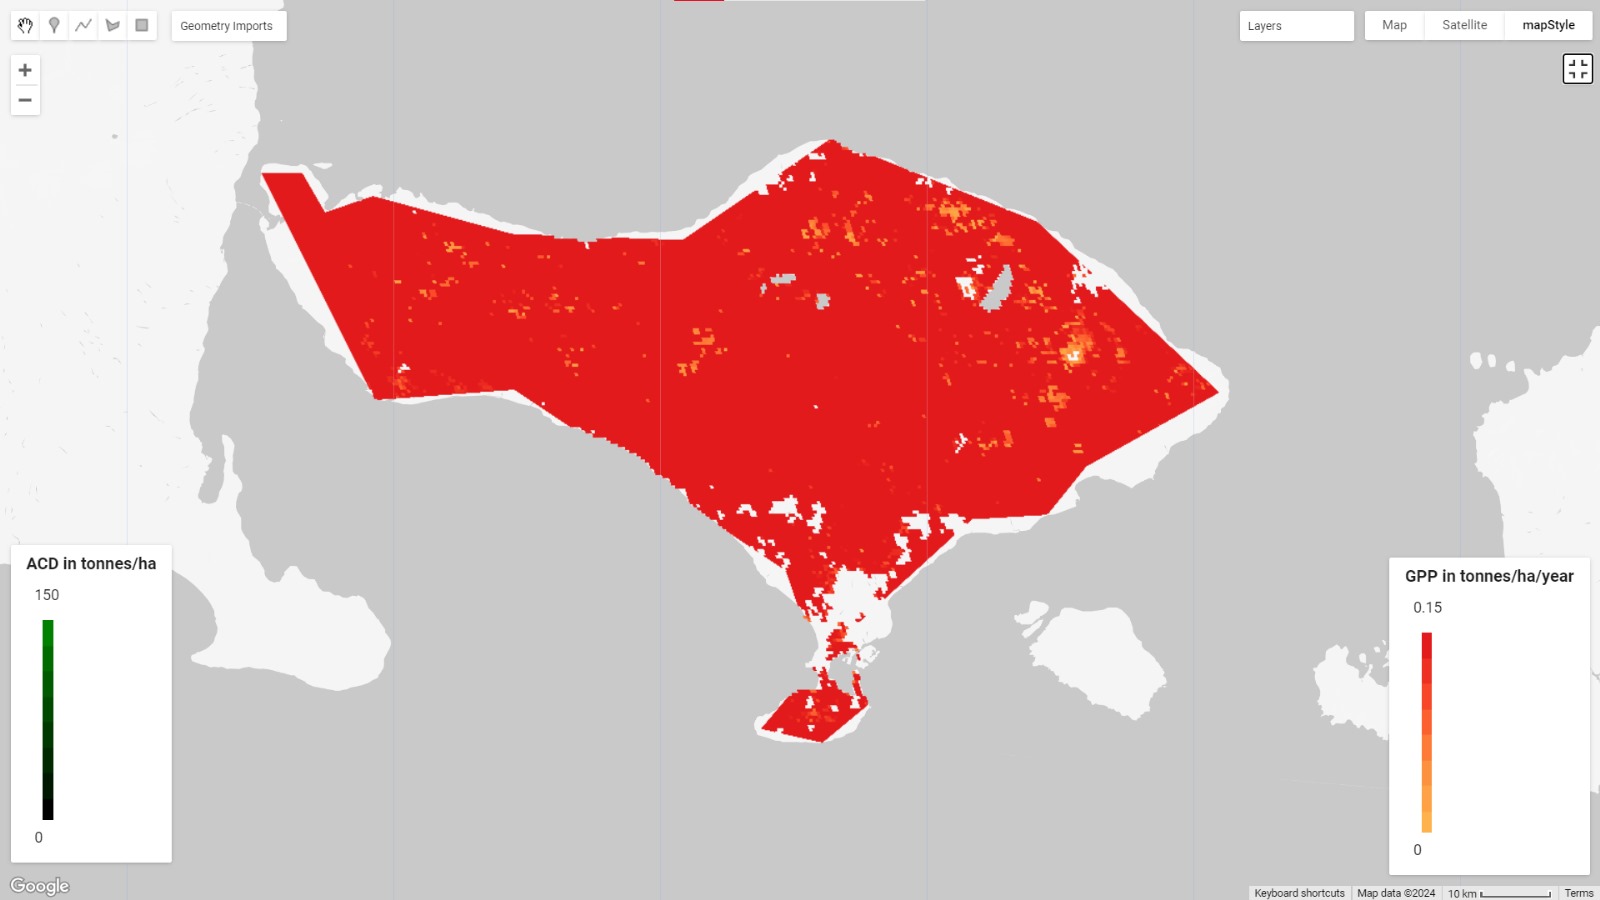 Geometry Imports
Layers
Map
Satellite
mapStyle
ACD in tonnes/ha
150
0
GPP in tonnes/ha/year
0.15
0
Google
Keyboard shortcuts
Map data ©2024
10 km
Terms